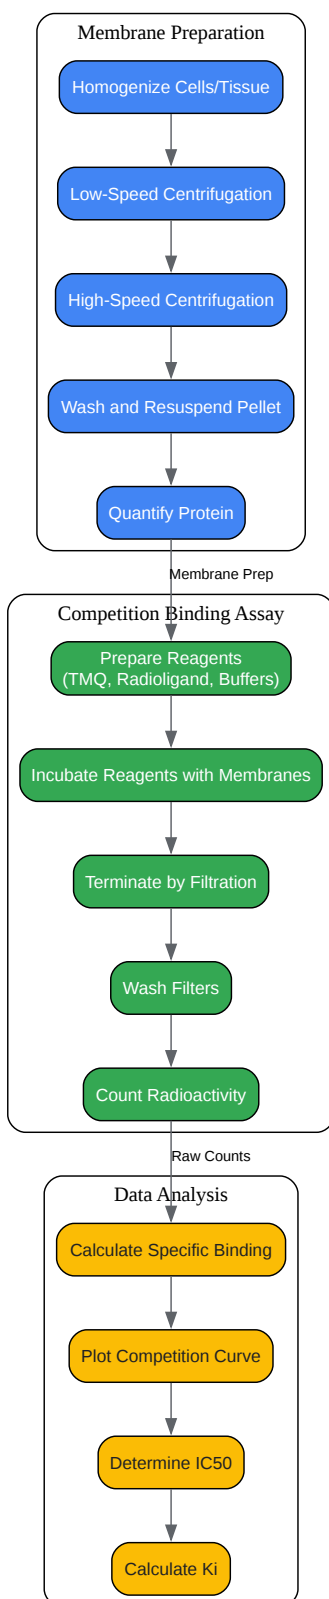 Membrane Preparation
Homogenize Cells/Tissue
Low-Speed Centrifugation
High-Speed Centrifugation
Wash and Resuspend Pellet
Quantify Protein
Membrane Prep
Competition Binding Assay
Prepare Reagents
(TMQ, Radioligand, Buffers)
Incubate Reagents with Membranes
Terminate by Filtration
Wash Filters
Count Radioactivity
Raw Counts
Data Analysis
Calculate Specific Binding
Plot Competition Curve
Determine IC50
Calculate Ki